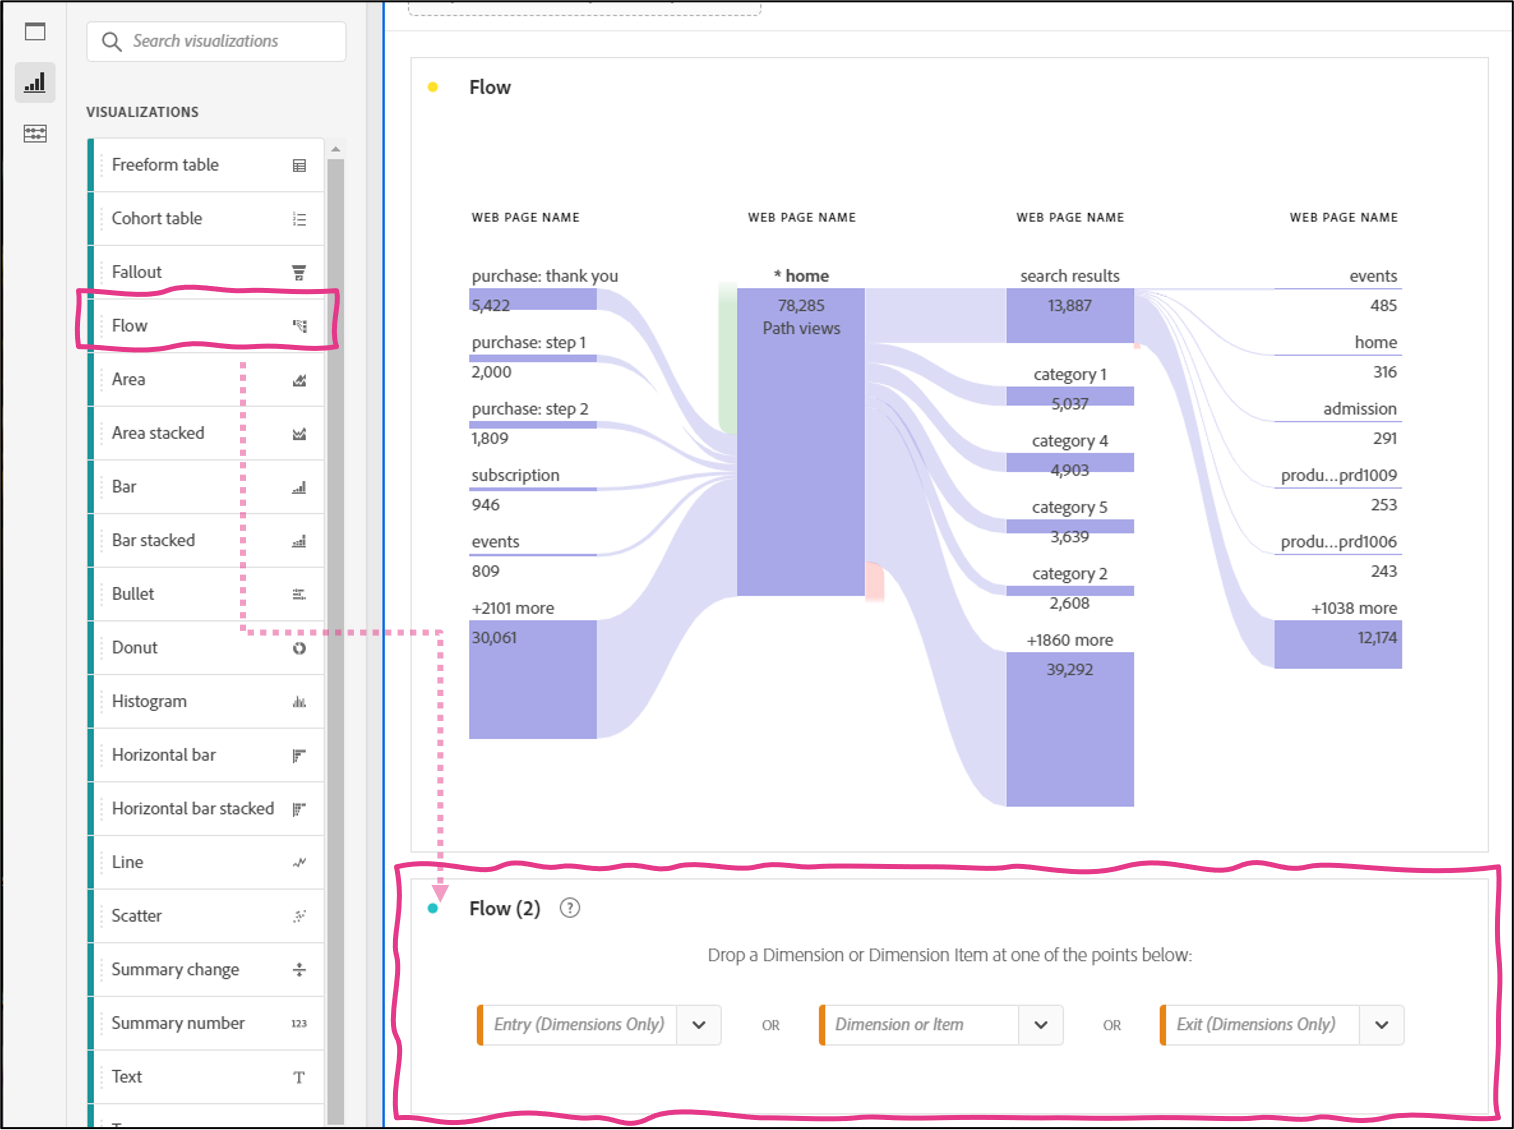 Search visualizations
VISUALIZATIONS
Freeform table
Cohort table
Fallout
Flow
Area
Area stacked
Bar
Bar stacked
Bullet
Donut
Histogram
Horizontal bar
Horizontal bar stacked
Line
Scatter
Summary change
Summary number
123
Text
T
Flow
WEB PAGE NAME
purchase: thank you
5,422
purchase: step 1
2,000
purchase: step 2
1,809
subscription
946
events
809
+2101 more
30,061
WEB PAGE NAME
* home
78,285
Path views
WEB PAGE NAME
search results
13,887
category 1
5,037
category 4
4,903
category 5
3,639
category 2
2,608
+1860 more
39,292
WEB PAGE NAME
events
485
home
316
admission
291
produ...prd1009
253
produ...prd1006
243
+1038 more
12,174
Flow (2) ?
Drop a Dimension or Dimension Item at one of the points below:
Entry (Dimensions Only) OR Dimension or Item OR Exit (Dimensions Only)